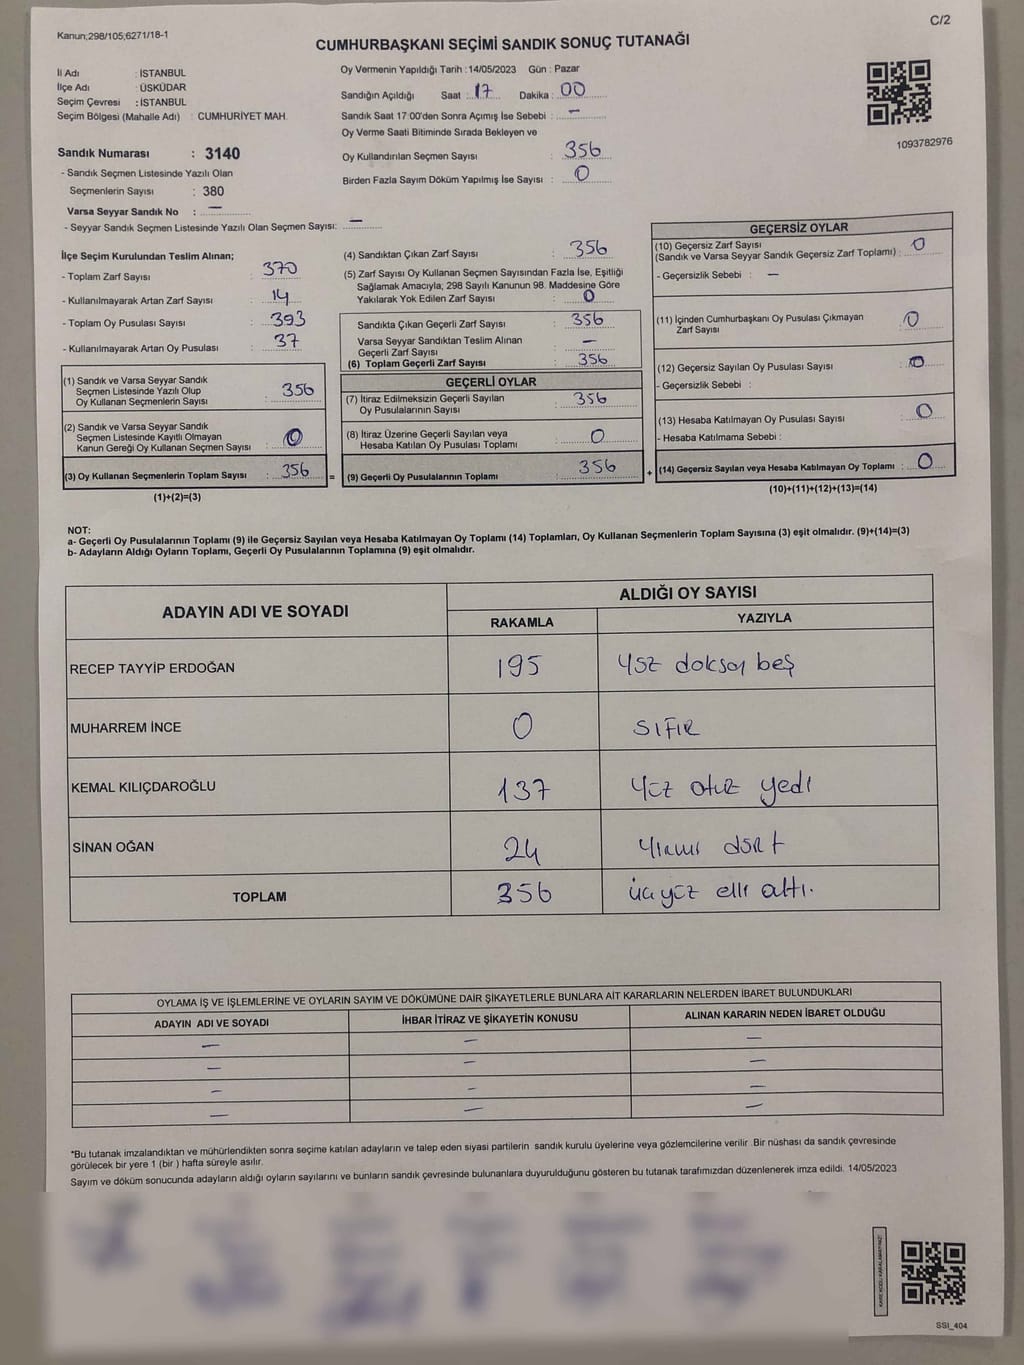 Kanun;298/105;6271/18-1
C/2
CUMHURBAŞKANI SEÇİMİ SANDIK SONUÇ TUTANAĞI
İl Adı : İSTANBUL
İlçe Adı : ÜSKÜDAR
Seçim Çevresi : İSTANBUL
Seçim Bölgesi (Mahalle Adı) : CUMHURİYET MAH.
Sandık Numarası : 3140
- Sandık Seçmen Listesinde Yazılı Olan
Seçmenlerin Sayısı : 380
Varsa Seyyar Sandık No : —
- Seyyar Sandık Seçmen Listesinde Yazılı Olan Seçmen Sayısı: —
Oy Vermenin Yapıldığı Tarih : 14/05/2023 Gün : Pazar
Sandığın Açıldığı Saat : 17 Dakika : 00
Sandık Saat 17:00'den Sonra Açımış İse Sebebi : —
Oy Verme Saati Bitiminde Sırada Bekleyen ve
Oy Kullandırılan Seçmen Sayısı : 356
Birden Fazla Sayım Döküm Yapılmış İse Sayısı : 0
1093782976
İlçe Seçim Kurulundan Teslim Alınan;
- Toplam Zarf Sayısı : 370
- Kullanılmayarak Artan Zarf Sayısı : 14
- Toplam Oy Pusulası Sayısı : 393
- Kullanılmayarak Artan Oy Pusulası : 37
(1) Sandık ve Varsa Seyyar Sandık
Seçmen Listesinde Yazılı Olup
Oy Kullanan Seçmenlerin Sayısı : 356
(2) Sandık ve Varsa Seyyar Sandık
Seçmen Listesinde Kayıtlı Olmayan
Kanun Gereği Oy Kullanan Seçmen Sayısı : 0
(3) Oy Kullanan Seçmenlerin Toplam Sayısı : 356 =
(1)+(2)=(3)
(4) Sandıktan Çıkan Zarf Sayısı : 356
(5) Zarf Sayısı Oy Kullanan Seçmen Sayısından Fazla İse, Eşitliği
Sağlamak Amacıyla; 298 Sayılı Kanunun 98. Maddesine Göre
Yakılarak Yok Edilen Zarf Sayısı : 0
Sandıkta Çıkan Geçerli Zarf Sayısı : 356
Varsa Seyyar Sandıktan Teslim Alınan
Geçerli Zarf Sayısı : —
(6) Toplam Geçerli Zarf Sayısı : 356
GEÇERLİ OYLAR
(7) İtiraz Edilmeksizin Geçerli Sayılan
Oy Pusulalarının Sayısı : 356
(8) İtiraz Üzerine Geçerli Sayılan veya
Hesaba Katılan Oy Pusulası Toplamı : 0
(9) Geçerli Oy Pusulalarının Toplamı : 356 +
GEÇERSİZ OYLAR
(10) Geçersiz Zarf Sayısı
(Sandık ve Varsa Seyyar Sandık Geçersiz Zarf Toplamı) : 0
- Geçersizlik Sebebi : —
(11) İçinden Cumhurbaşkanı Oy Pusulası Çıkmayan
Zarf Sayısı : 0
(12) Geçersiz Sayılan Oy Pusulası Sayısı : 0
- Geçersizlik Sebebi :
(13) Hesaba Katılmayan Oy Pusulası Sayısı : 0
- Hesaba Katılmama Sebebi :
(14) Geçersiz Sayılan veya Hesaba Katılmayan Oy Toplamı : 0
(10)+(11)+(12)+(13)=(14)
NOT:
a- Geçerli Oy Pusulalarının Toplamı (9) ile Geçersiz Sayılan veya Hesaba Katılmayan Oy Toplamı (14) Toplamları, Oy Kullanan Seçmenlerin Toplam Sayısına (3) eşit olmalıdır. (9)+(14)=(3)
b- Adayların Aldığı Oyların Toplamı, Geçerli Oy Pusulalarının Toplamına (9) eşit olmalıdır.
ADAYIN ADI VE SOYADI
ALDIĞI OY SAYISI
RAKAMLA YAZIYLA
RECEP TAYYİP ERDOĞAN 195 yüz doksan beş
MUHARREM İNCE 0 SIFIR
KEMAL KILIÇDAROĞLU 137 yüz otuz yedi
SİNAN OĞAN 24 yirmi dört
TOPLAM 356 üçyüz elli altı.
OYLAMA İŞ VE İŞLEMLERİNE VE OYLARIN SAYIM VE DÖKÜMÜNE DAİR ŞİKAYETLERLE BUNLARA AİT KARARLARIN NELERDEN İBARET BULUNDUKLARI
ADAYIN ADI VE SOYADI İHBAR İTİRAZ VE ŞİKAYETİN KONUSU ALINAN KARARIN NEDEN İBARET OLDUĞU
— — —
— — —
— — —
— — —
*Bu tutanak imzalandıktan ve mühürlendikten sonra seçime katılan adayların ve talep eden siyasi partilerin sandık kurulu üyelerine veya gözlemcilerine verilir. Bir nüshası da sandık çevresinde
görülecek bir yere 1 (bir ) hafta süreyle asılır.
Sayım ve döküm sonucunda adayların aldığı oyların sayılarını ve bunların sandık çevresinde bulunanlara duyurulduğunu gösteren bu tutanak tarafımızdan düzenlenerek imza edildi. 14/05/2023
KARE KODU KARALAMAYINIZ!
SSI_404